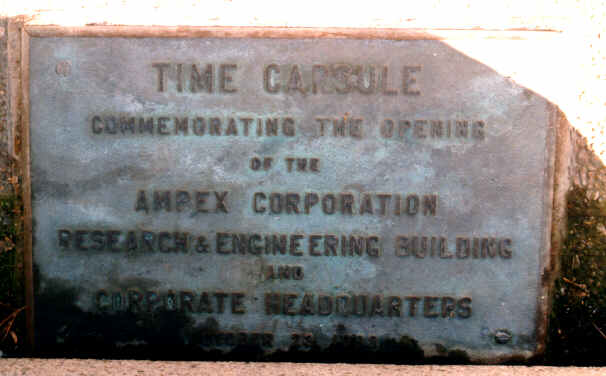 TIME CAPSULE
COMMEMORATING THE OPENING
OF THE
AMPEX CORPORATION
RESEARCH & ENGINEERING BUILDING
AND
CORPORATE HEADQUARTERS